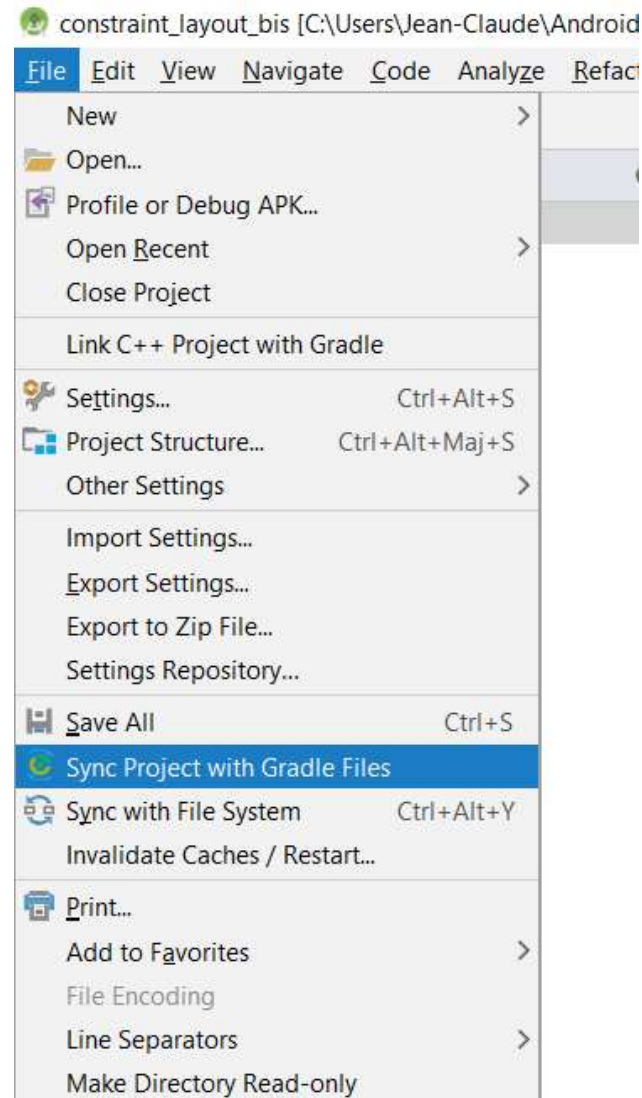 constraint_layout_bis [C:\Users\Jean-Claude\Android
File Edit View Navigate Code Analyze Refact
New
Open...
Profile or Debug APK...
Open Recent
Close Project
Link C++ Project with Gradle
Settings... Ctrl+Alt+S
Project Structure... Ctrl+Alt+Maj+S
Other Settings
Import Settings...
Export Settings...
Export to Zip File...
Settings Repository...
Save All Ctrl+S
Sync Project with Gradle Files
Sync with File System Ctrl+Alt+Y
Invalidate Caches / Restart...
Print...
Add to Favorites
File Encoding
Line Separators
Make Directory Read-only